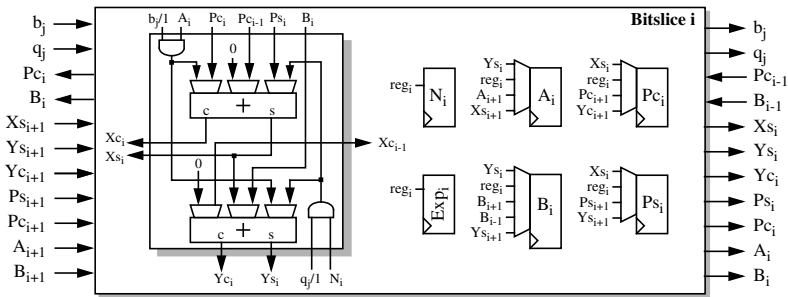 Bitslice i
b_j
q_j
Pc_i
B_i
Xs_{i+1}
Ys_{i+1}
Yc_{i+1}
Ps_{i+1}
Pc_{i+1}
A_{i+1}
B_{i+1}
b_j/1 A_i Pc_i Pc_{i-1} Ps_i B_i
0
c + s
Xc_i
Xs_i
Xc_{i-1}
0
c + s
Yc_i Ys_i q_j/1 N_i
reg_i
N_i
Ys_i
reg_i
A_{i+1}
Xs_{i+1}
A_i
Xs_i
reg_i
Pc_{i+1}
Yc_{i+1}
Pc_i
reg_i
Exp_i
Ys_i
reg_i
B_{i+1}
B_{i-1}
Ys_{i+1}
B_i
Xs_i
reg_i
Ps_{i+1}
Ys_{i+1}
Ps_i
b_j
q_j
Pc_{i-1}
B_{i-1}
Xs_i
Ys_i
Yc_i
Ps_i
Pc_i
A_i
B_i